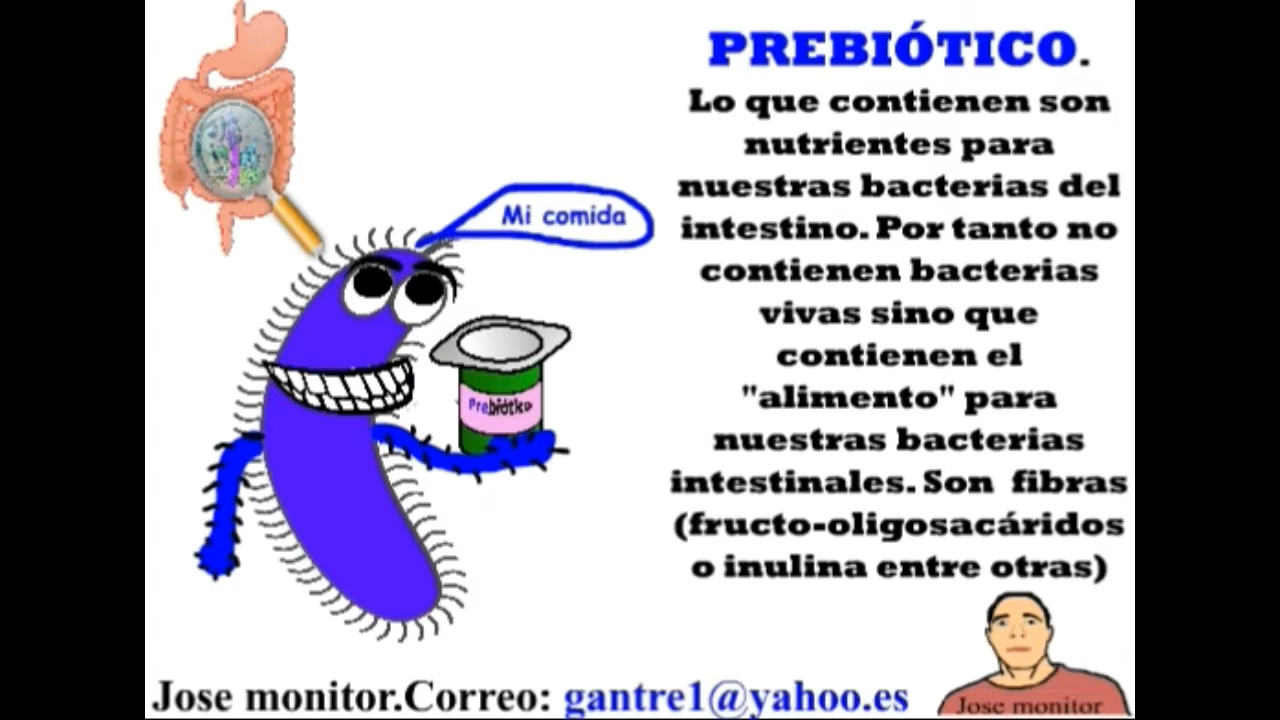 PREBIÓTICO.
Lo que contienen son
nutrientes para
nuestras bacterias del
intestino. Por tanto no
contienen bacterias
vivas sino que
contienen el
"alimento" para
nuestras bacterias
intestinales. Son fibras
(fructo-oligosacáridos
o inulina entre otras)
Mi comida
Prebiótico
Jose monitor.Correo: gantre1@yahoo.es
Jose monitor